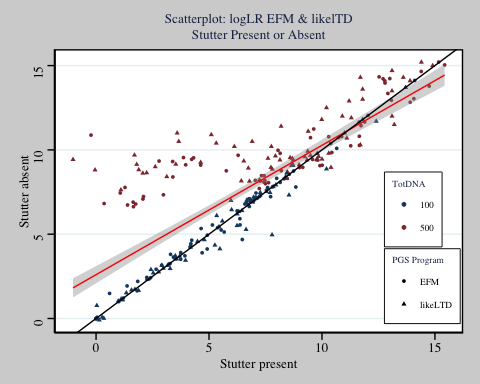 Scatterplot: logLR EFM & likelTD
Stutter Present or Absent
Stutter absent
15
10
5
0
0
5
10
15
Stutter present
TotDNA
100
500
PGS Program
EFM
likeLTD